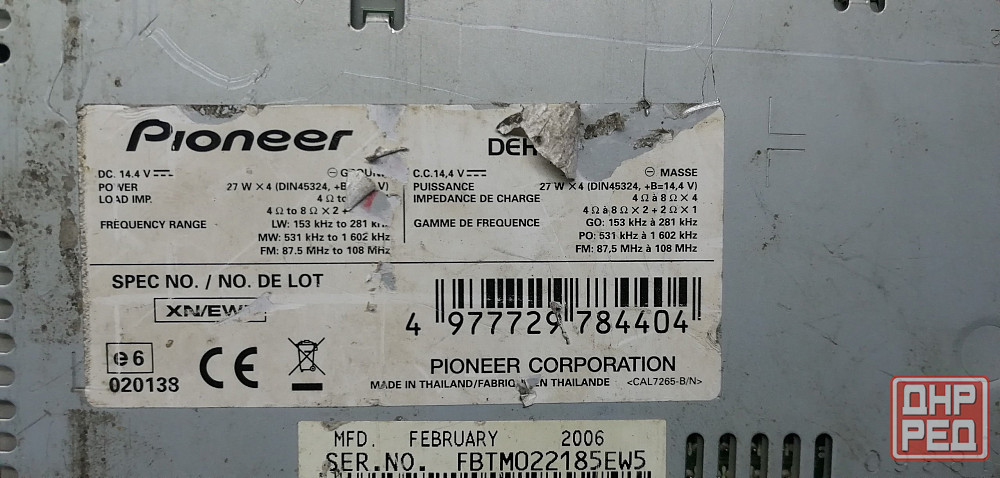 Pioneer
DEH
DC. 14.4 V ⎓ ⊖ GROUN
POWER 27 W × 4 (DIN45324, +B= V)
LOAD IMP. 4 Ω to
4 Ω to 8 Ω × 2 +
FREQUENCY RANGE LW: 153 kHz to 281 kHz
MW: 531 kHz to 1 602 kHz
FM: 87.5 MHz to 108 MHz
C.C.14,4 V ⎓ ⊖ MASSE
PUISSANCE 27 W × 4 (DIN45324, +B=14,4 V)
IMPEDANCE DE CHARGE 4 Ω à 8 Ω × 4
4 Ω à 8 Ω × 2 + 2 Ω × 1
GAMME DE FREQUENCE GO: 153 kHz à 281 kHz
PO: 531 kHz à 1 602 kHz
FM: 87,5 MHz à 108 MHz
SPEC NO. / NO. DE LOT
XN/EW
4 977729 784404
e6
020138
CE
PIONEER CORPORATION
MADE IN THAILAND/FABRIQ EN THAILANDE <CAL7265-B/N>
MFD. FEBRUARY 2006
SER.NO. FBTM022185EW5
ДНР
РЕД